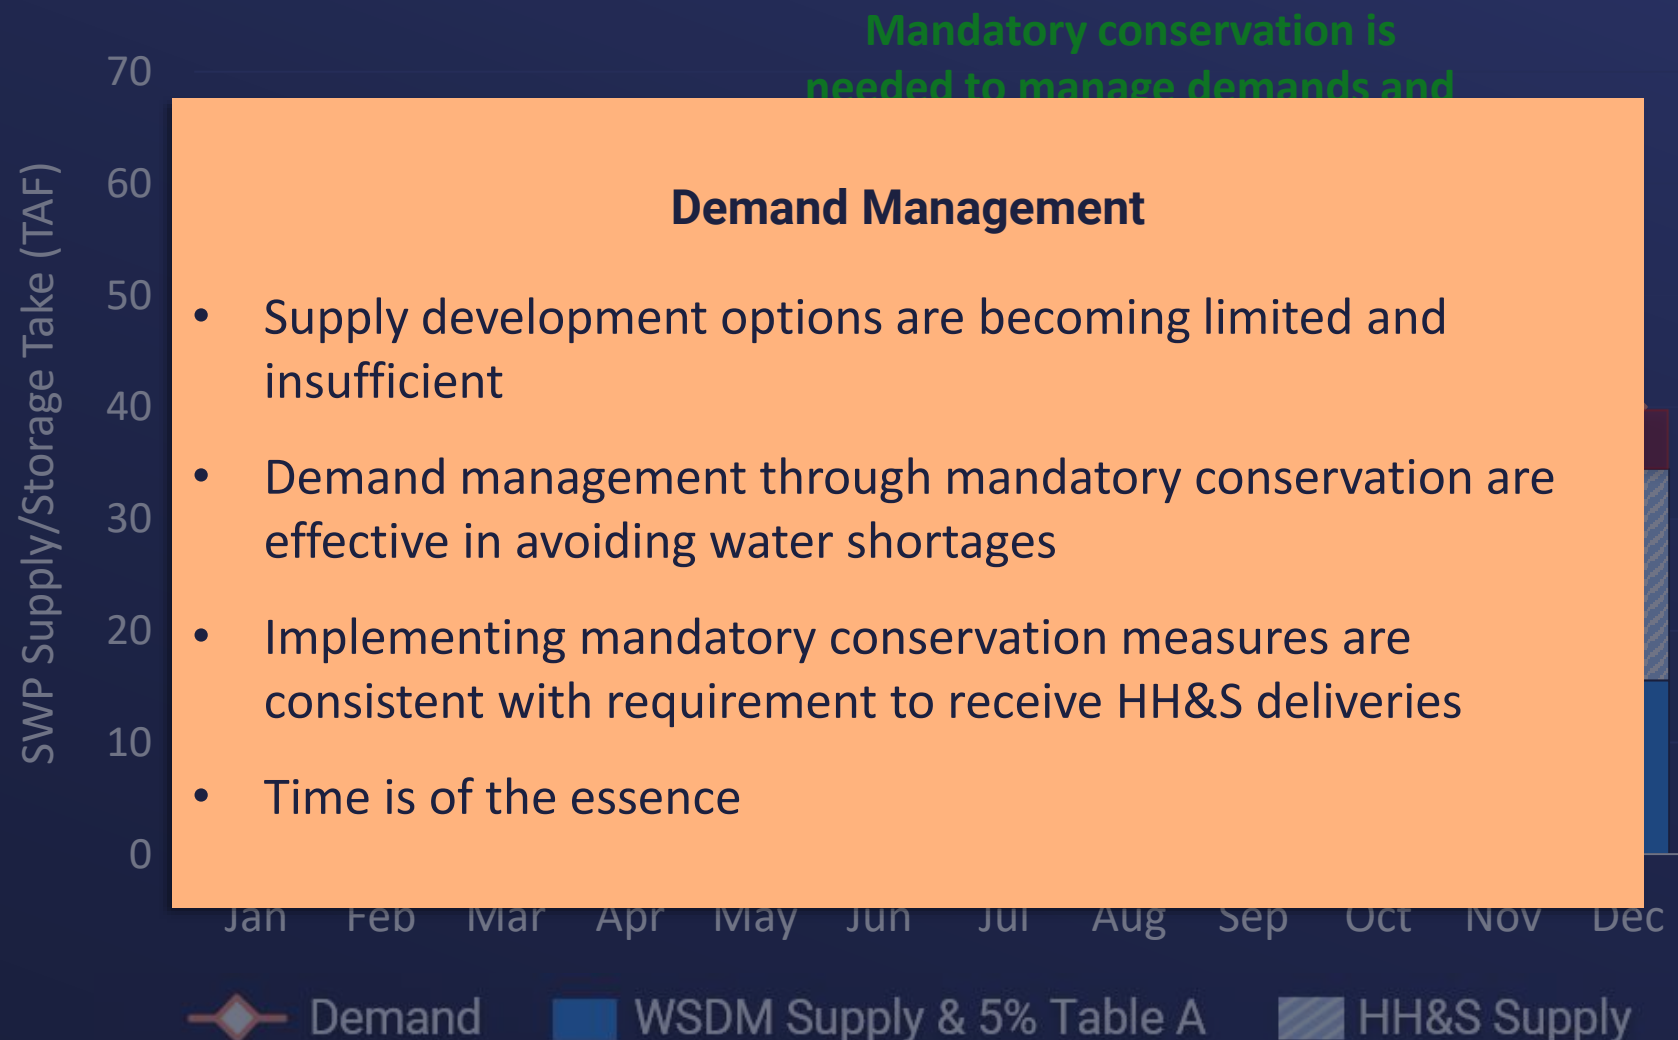 Mandatory conservation is
needed to manage demands and
70
60
50
40
30
20
10
0
SWP Supply/Storage Take (TAF)
Demand Management
• Supply development options are becoming limited and
insufficient
• Demand management through mandatory conservation are
effective in avoiding water shortages
• Implementing mandatory conservation measures are
consistent with requirement to receive HH&S deliveries
• Time is of the essence
Jan Feb Mar Apr May Jun Jul Aug Sep Oct Nov Dec
Demand WSDM Supply & 5% Table A HH&S Supply